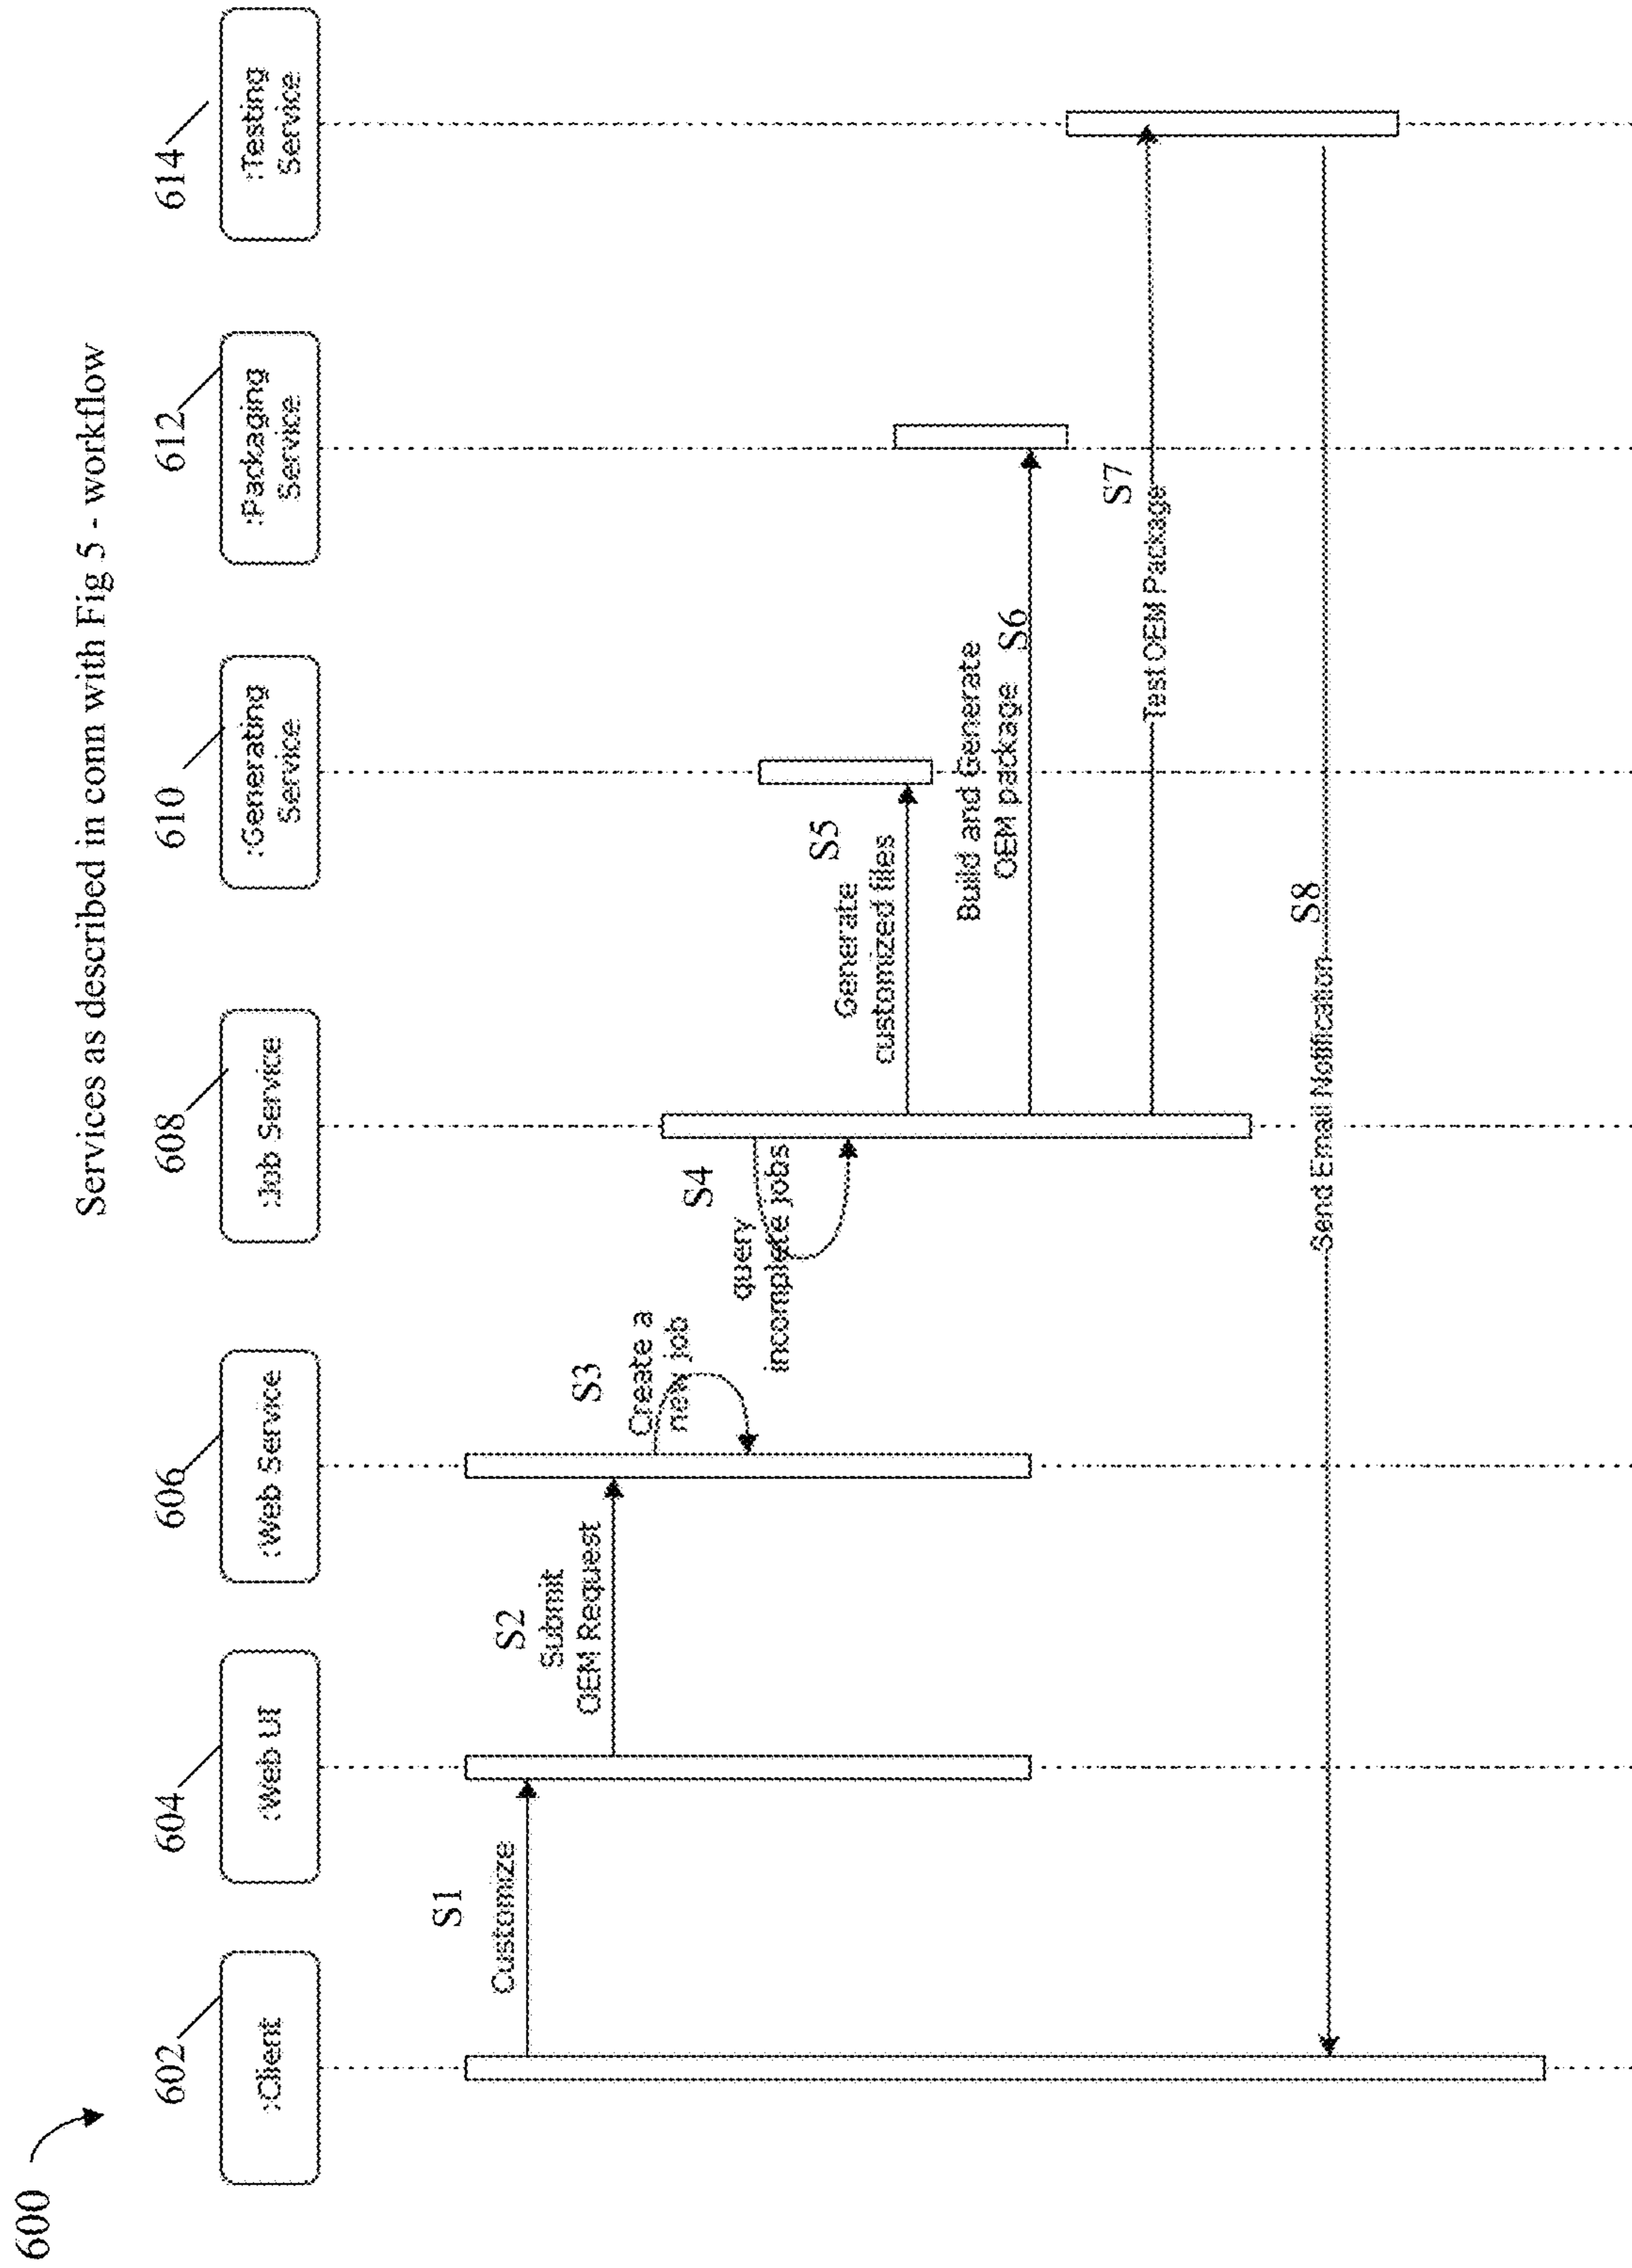 600
Services as described in conn with Fig 5 - workflow
602
604
606
608
610
612
614
:Client
:Web UI
:Web Service
:Job Service
:Generating
Service
:Packaging
Service
:Testing
Service
S1
Customize
S2
Submit
OEM Request
S3
Create a
new job
S4
query
incomplete jobs
S5
Generate
customized files
Build and Generate
OEM package S6
S7
Test OEM Package
S8
Send Email Notification